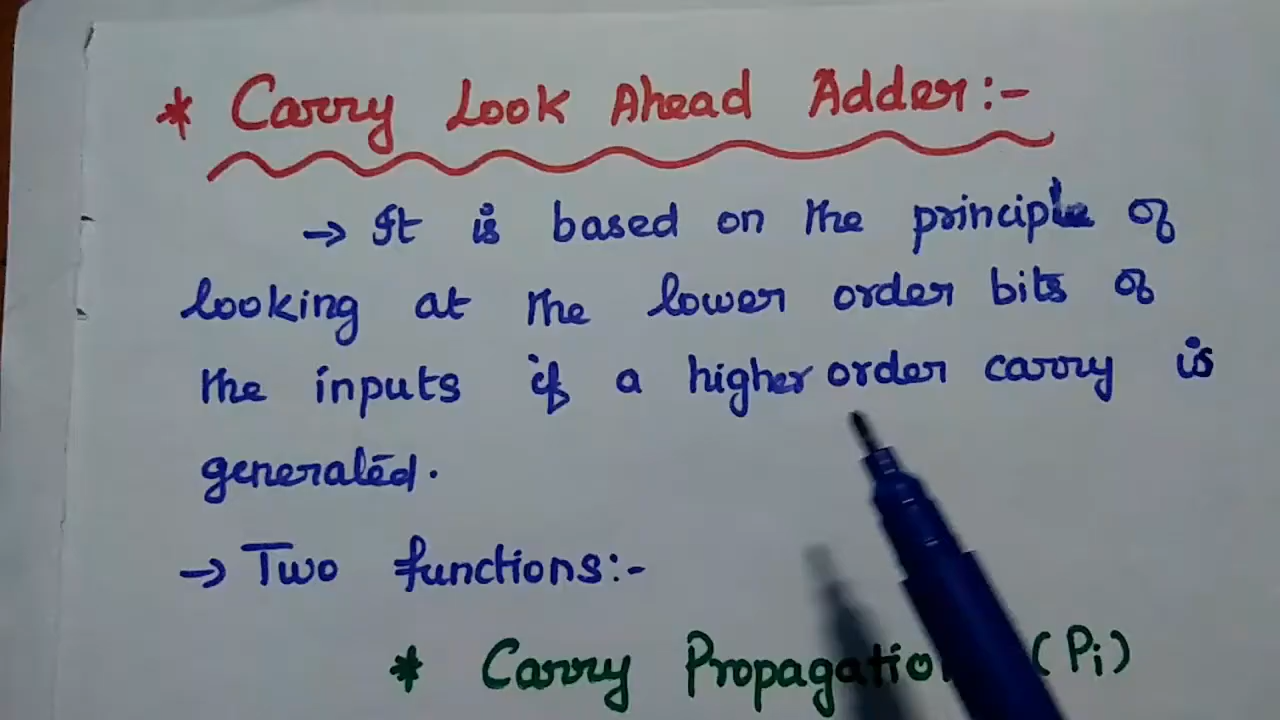 * Carry Look Ahead Adder:-
→ It is based on the principle of
looking at the lower order bits of
the inputs if a higher order carry is
generated.
→ Two functions:-
* Carry Propagation (Pi)